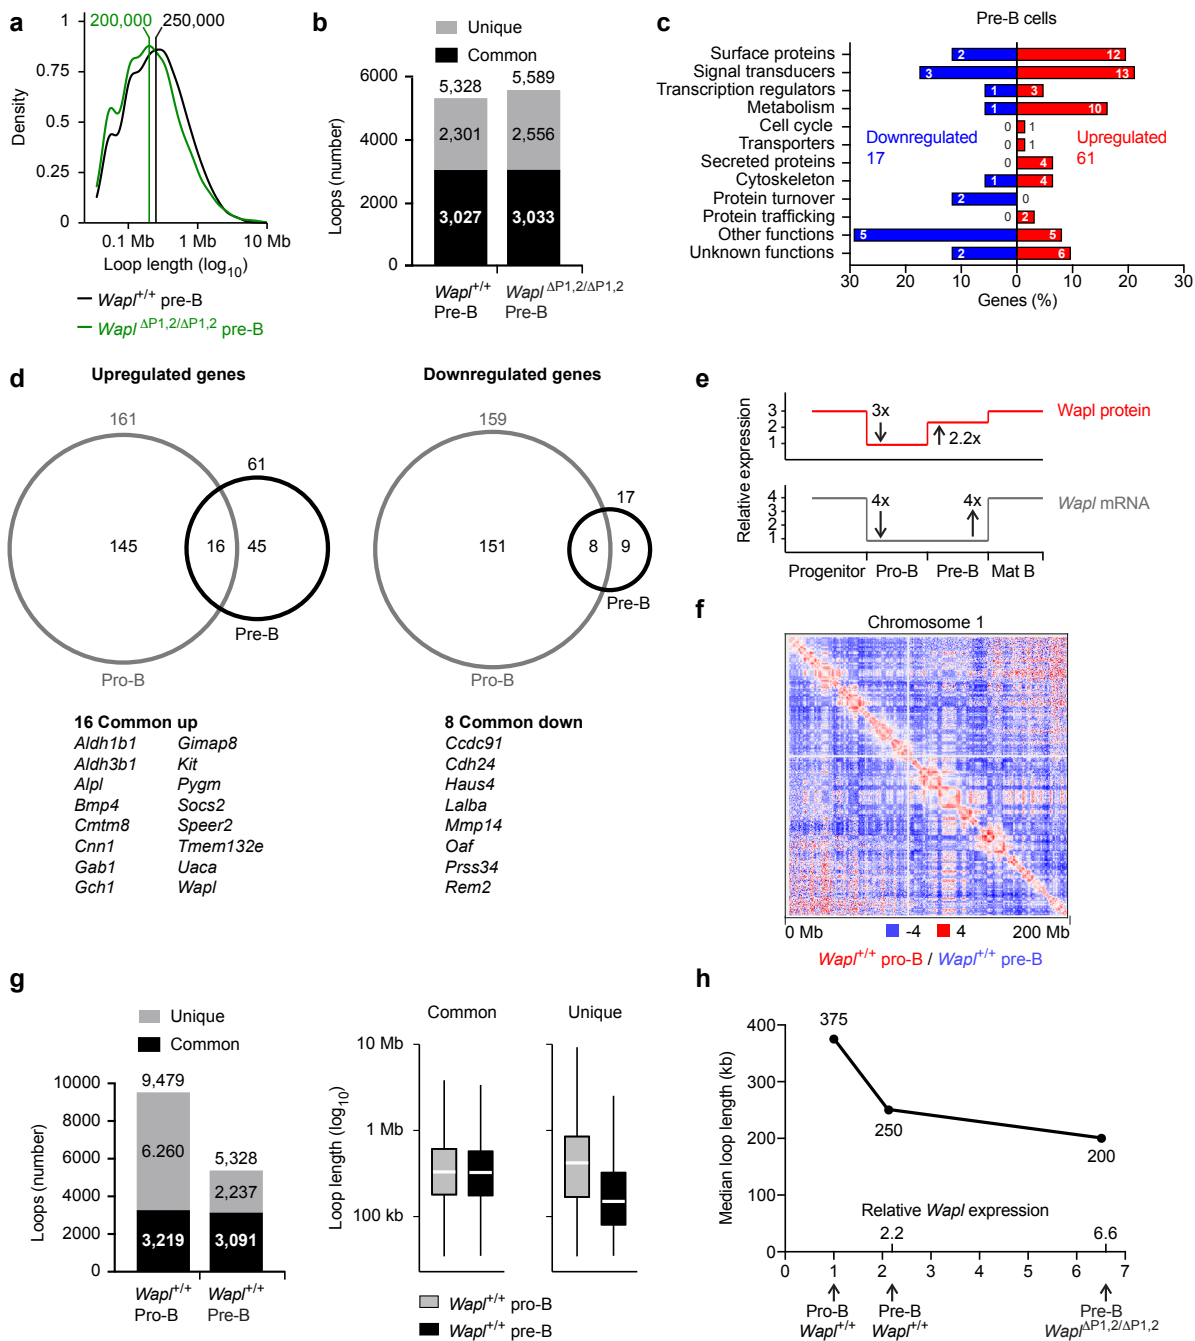 a
200,000
250,000
Density
1
0.75
0.5
0.25
0
0.1 Mb
1 Mb
10 Mb
Loop length (log10)
Wapl+/+ pre-B
Wapl ΔP1,2/ΔP1,2 pre-B
b
Unique
Common
Loops (number)
6000
4000
2000
0
5,328
5,589
2,301
2,556
3,027
3,033
Wapl+/+
Pre-B
Wapl ΔP1,2/ΔP1,2
Pre-B
c
Pre-B cells
Surface proteins 2 12
Signal transducers 3 13
Transcription regulators 1 3
Metabolism 1 10
Cell cycle 0 1
Transporters 0 1
Secreted proteins 0 4
Cytoskeleton 1 4
Protein turnover 2 0
Protein trafficking 0 2
Other functions 5 5
Unknown functions 2 6
Downregulated
17
Upregulated
61
30 20 10 0 10 20 30
Genes (%)
d
Upregulated genes
161
61
145
16
45
Pre-B
Pro-B
16 Common up
Aldh1b1 Gimap8
Aldh3b1 Kit
Alpl Pygm
Bmp4 Socs2
Cmtm8 Speer2
Cnn1 Tmem132e
Gab1 Uaca
Gch1 Wapl
Downregulated genes
159
17
151
8
9
Pre-B
Pro-B
8 Common down
Ccdc91
Cdh24
Haus4
Lalba
Mmp14
Oaf
Prss34
Rem2
e
Relative expression
3
2
1
3x
2.2x
Wapl protein
4
3
2
1
4x
4x
Wapl mRNA
Progenitor
Pro-B
Pre-B
Mat B
f
Chromosome 1
0 Mb
-4
4
200 Mb
Wapl+/+ pro-B / Wapl+/+ pre-B
g
Unique
Common
Loops (number)
10000
8000
6000
4000
2000
0
9,479
6.260
3,219
5,328
2,237
3,091
Wapl+/+
Pro-B
Wapl+/+
Pre-B
Common
Unique
Loop length (log10)
10 Mb
1 Mb
100 kb
Wapl+/+ pro-B
Wapl+/+ pre-B
h
Median loop length (kb)
400
300
200
100
0
375
250
200
Relative Wapl expression
2.2
6.6
0 1 2 3 4 5 6 7
Pro-B
Wapl+/+
Pre-B
Wapl+/+
Pre-B
WaplΔP1,2/ΔP1,2